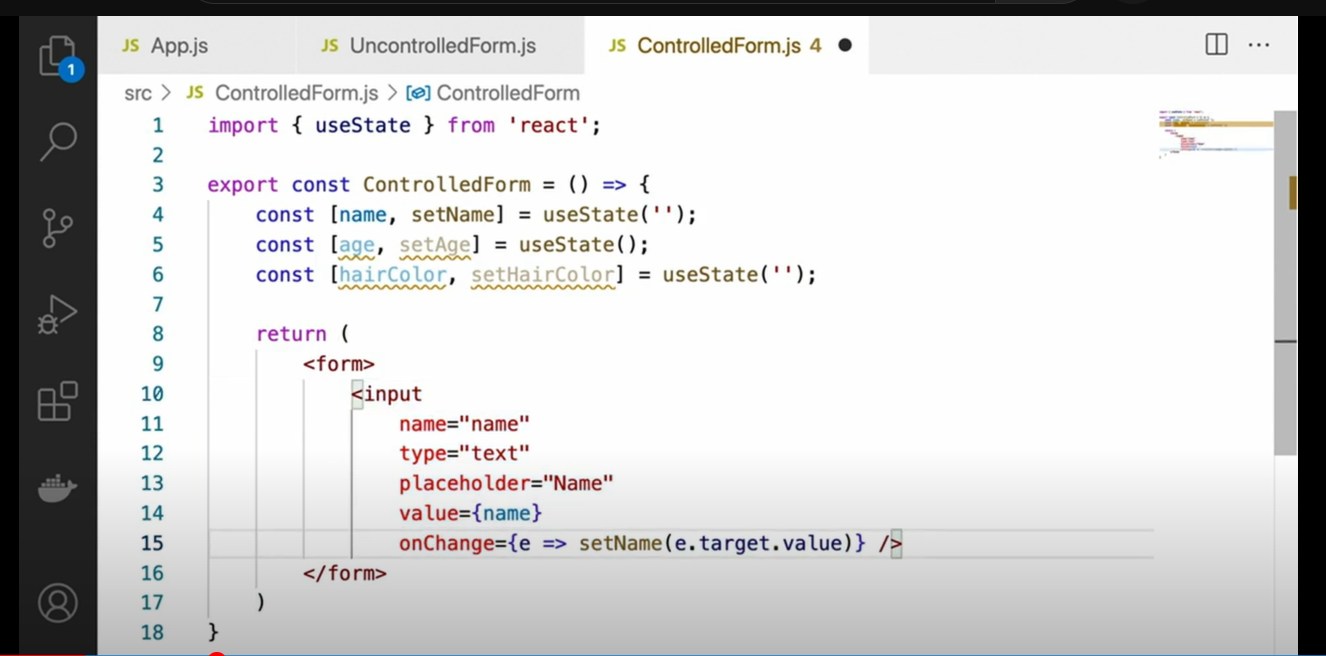 1
JS App.js
JS UncontrolledForm.js
JS ControlledForm.js 4
src > JS ControlledForm.js > ControlledForm
1 import { useState } from 'react';
2
3 export const ControlledForm = () => {
4 const [name, setName] = useState('');
5 const [age, setAge] = useState();
6 const [hairColor, setHairColor] = useState('');
7
8 return (
9 <form>
10 <input
11 name="name"
12 type="text"
13 placeholder="Name"
14 value={name}
15 onChange={e => setName(e.target.value)} />
16 </form>
17 )
18 }